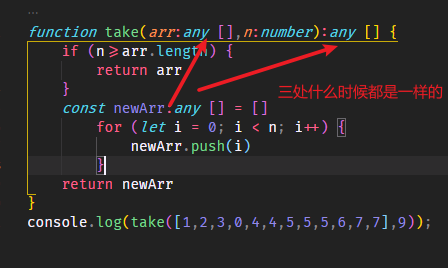 ...
function take(arr:any [],n:number):any [] {
if (n>=arr.length) {
return arr
}
三处什么时候都是一样的
const newArr:any [] = []
for (let i = 0; i < n; i++) {
newArr.push(i)
}
return newArr
}
console.log(take([1,2,3,0,4,4,5,5,5,6,7,7],9));